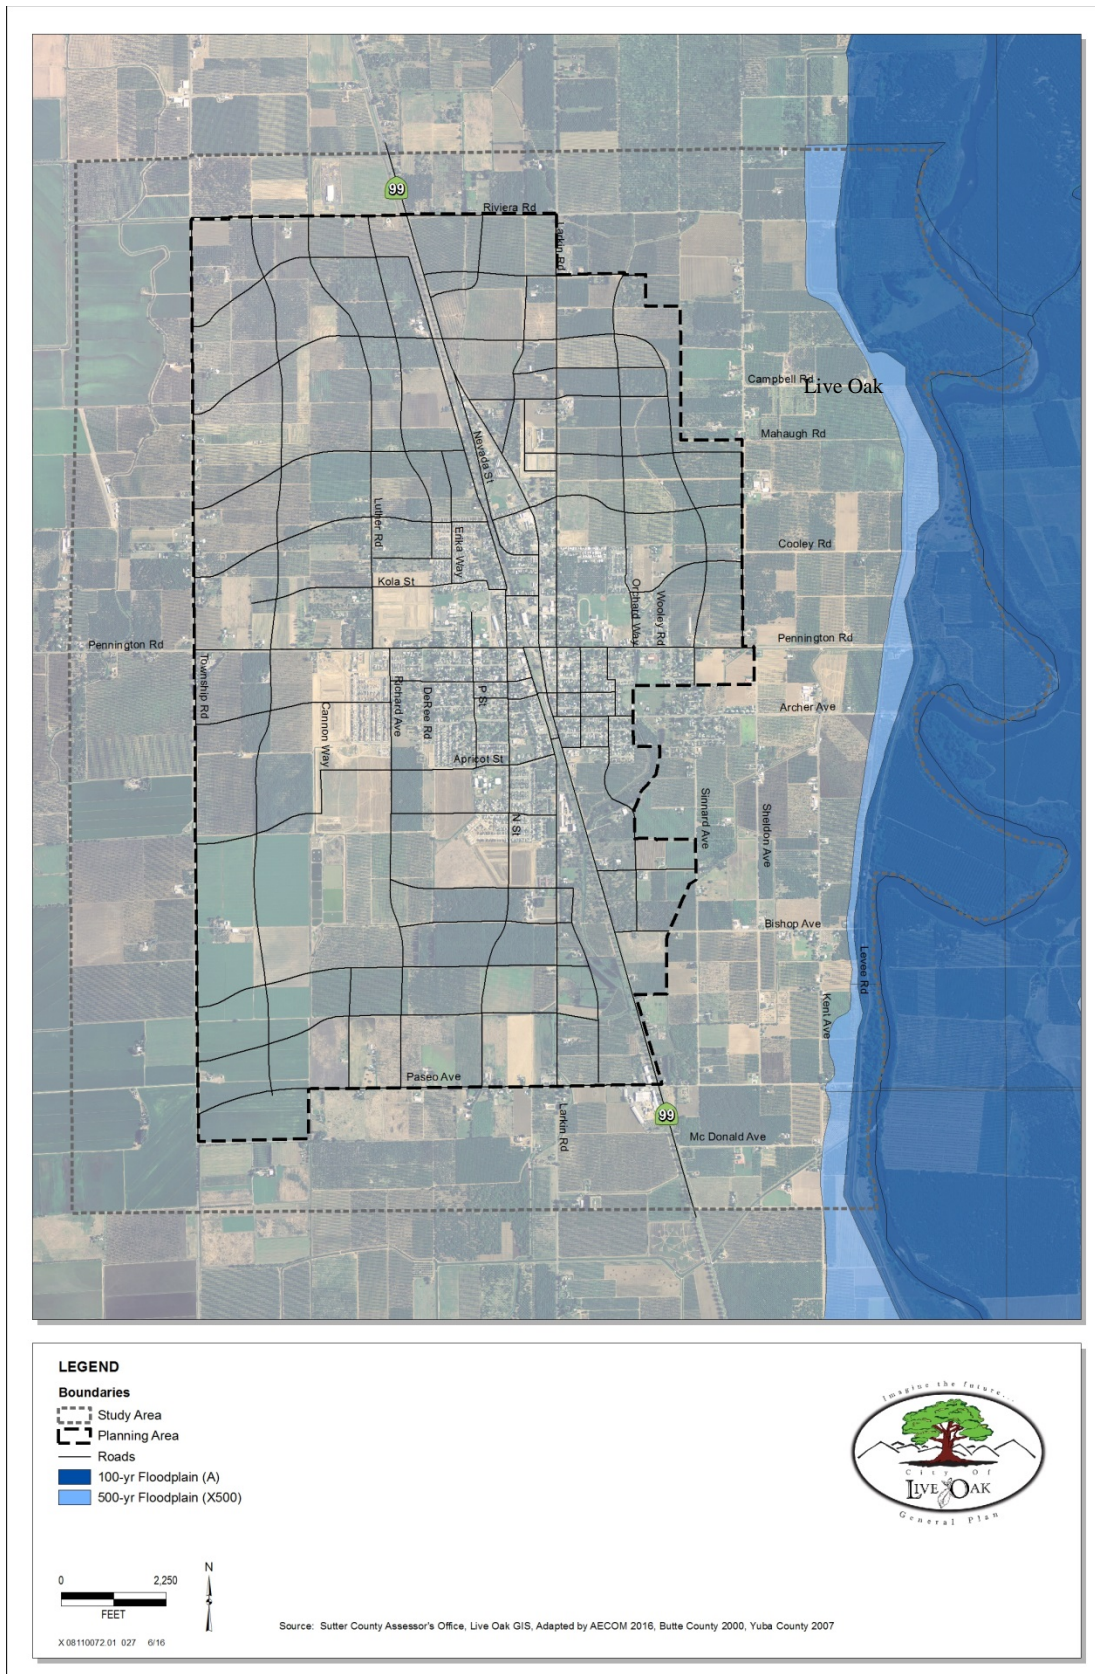 99
Riviera Rd
Larkin Rd
Campbell Rd
Live Oak
Mahaugh Rd
Nevada St
Luther Rd
Erika Way
Cooley Rd
Kola St
Orchard Way
Wooley Rd
Pennington Rd
Pennington Rd
Township Rd
Richard Ave
DeRee Rd
P St
Cannon Way
Archer Ave
Apricot St
N St
Sinnard Ave
Sheldon Ave
Bishop Ave
Levee Rd
Kent Ave
Paseo Ave
Larkin Rd
99
Mc Donald Ave
LEGEND
Boundaries
Study Area
Planning Area
Roads
100-yr Floodplain (A)
500-yr Floodplain (X500)
Imagine the future...
City Of
LIVE OAK
General Plan
N
0 2,250
FEET
Source: Sutter County Assessor's Office, Live Oak GIS, Adapted by AECOM 2016, Butte County 2000, Yuba County 2007
X 08110072.01 027 6/16